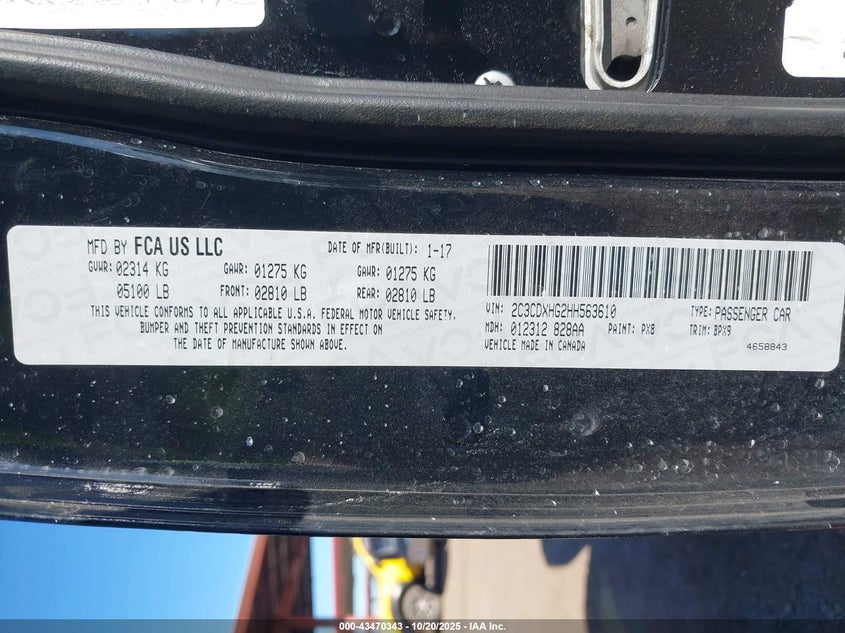 MFD BY FCA US LLC
DATE OF MFR(BUILT): 1-17
GVWR: 02314 KG GAWR: 01275 KG GAWR: 01275 KG
05100 LB FRONT: 02810 LB REAR: 02810 LB
THIS VEHICLE CONFORMS TO ALL APPLICABLE U.S.A. FEDERAL MOTOR VEHICLE SAFETY,
BUMPER AND THEFT PREVENTION STANDARDS IN EFFECT ON
THE DATE OF MANUFACTURE SHOWN ABOVE.
VIN: 2C3CDXHG2HH563610 TYPE: PASSENGER CAR
MDH: 012312 828AA PAINT: PX8 TRIM: BPX9
VEHICLE MADE IN CANADA 4658843
000-43470343 - 10/20/2025 - IAA Inc.